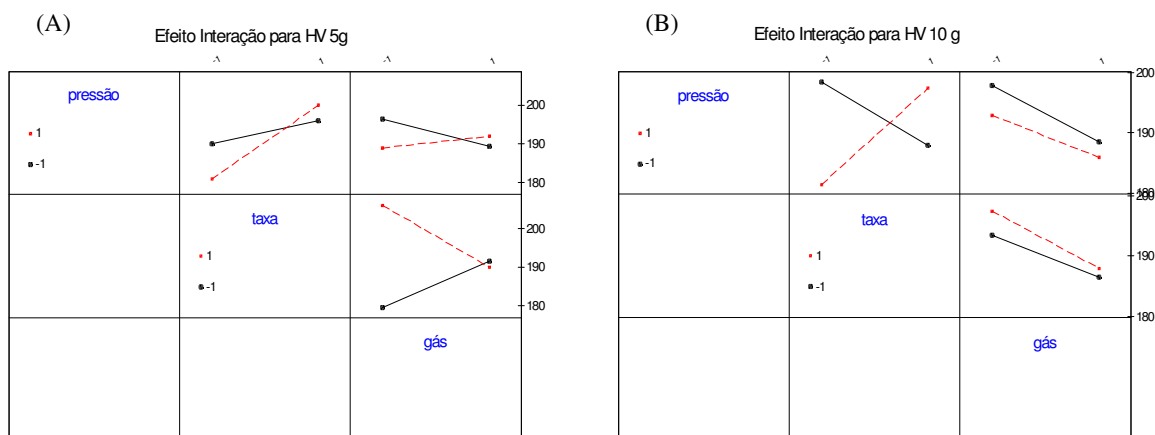 (A)
Efeito Interação para HV 5g
-1 1 -1 1
pressão
1
-1
200
190
180
taxa
1
-1
200
190
180
gás
(B)
Efeito Interação para HV 10 g
-1 1 -1 1
pressão
1
-1
200
190
180
taxa
1
-1
200
190
180
gás